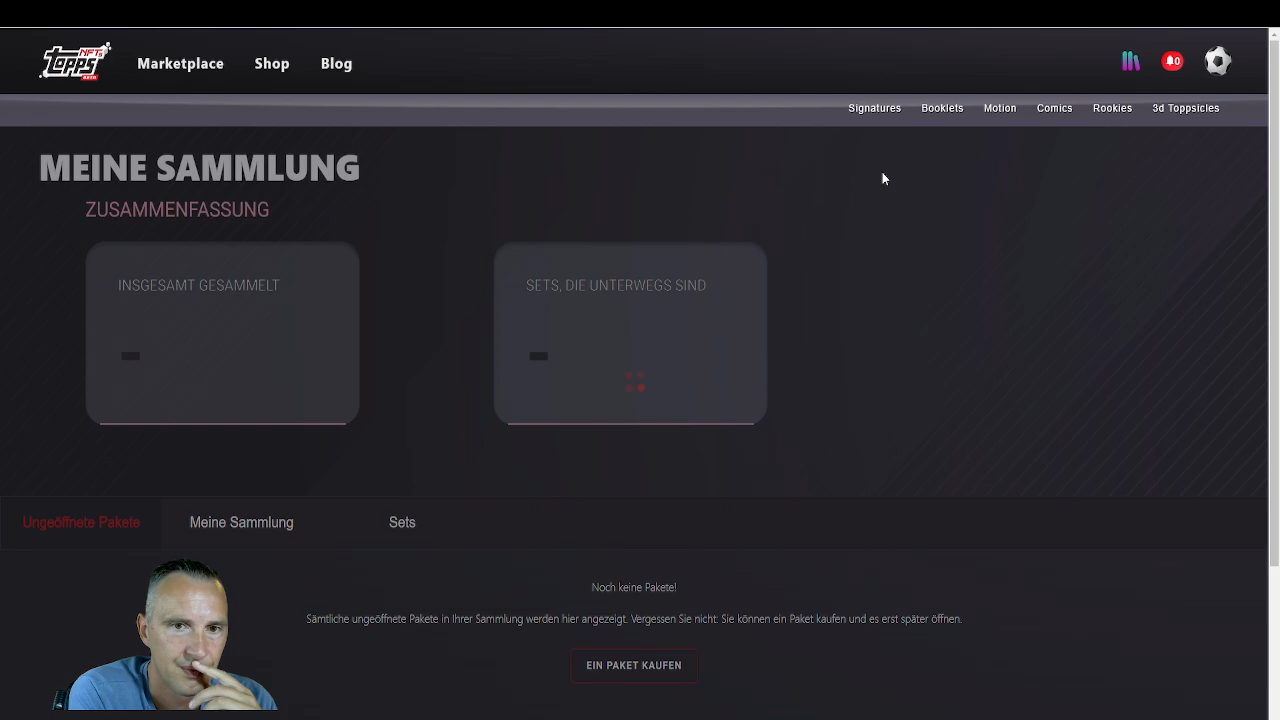 topps NFTs
Marketplace
Shop
Blog
0
Signatures
Booklets
Motion
Comics
Rookies
3d Toppsicles
MEINE SAMMLUNG
ZUSAMMENFASSUNG
INSGESAMT GESAMMELT
SETS, DIE UNTERWEGS SIND
Ungeöffnete Pakete
Meine Sammlung
Sets
Noch keine Pakete!
Sämtliche ungeöffnete Pakete in Ihrer Sammlung werden hier angezeigt. Vergessen Sie nicht: Sie können ein Paket kaufen und es erst später öffnen.
EIN PAKET KAUFEN